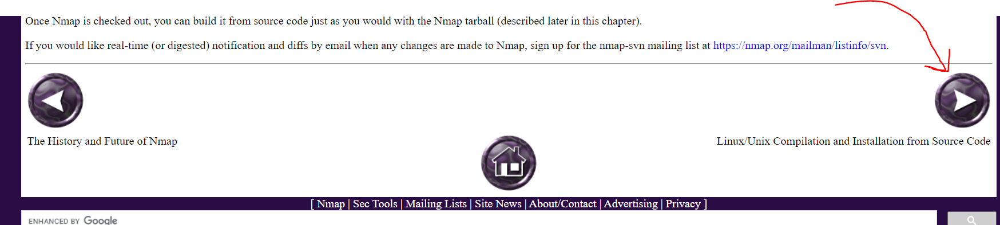 Once Nmap is checked out, you can build it from source code just as you would with the Nmap tarball (described later in this chapter).
If you would like real-time (or digested) notification and diffs by email when any changes are made to Nmap, sign up for the nmap-svn mailing list at https://nmap.org/mailman/listinfo/svn.
The History and Future of Nmap
Linux/Unix Compilation and Installation from Source Code
[ Nmap | Sec Tools | Mailing Lists | Site News | About/Contact | Advertising | Privacy ]
ENHANCED BY Google